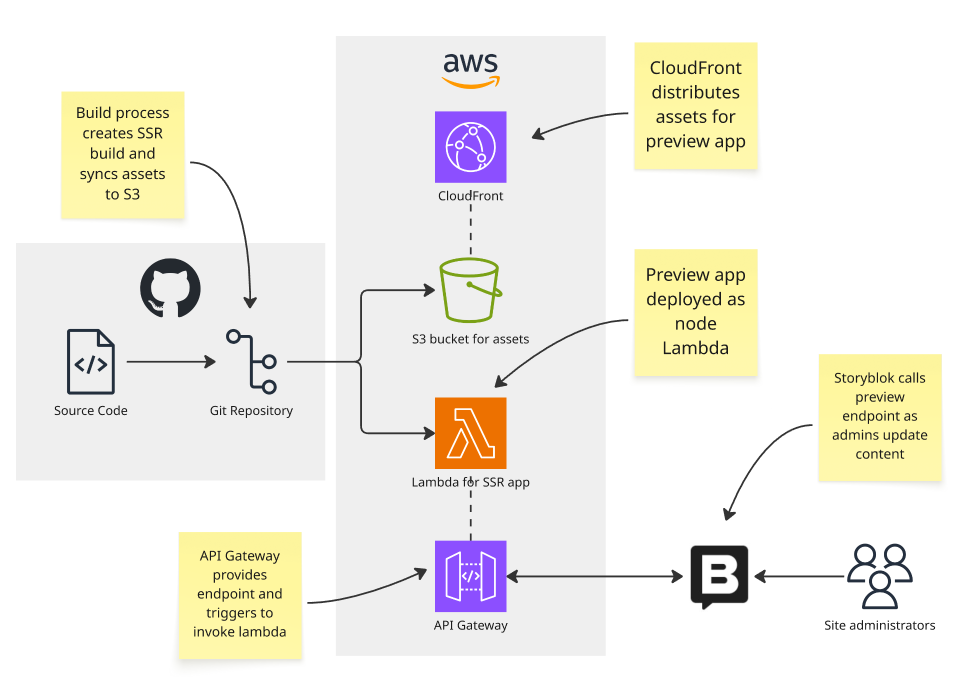 aws
CloudFront
distributes
assets for
preview app
Build process
creates SSR
build and
syncs assets
to S3
CloudFront
Preview app
deployed as
node
Lambda
S3 bucket for assets
</>
Source Code
Git Repository
Storyblok calls
preview
endpoint as
admins update
content
Lambda for SSR app
API Gateway
provides
endpoint and
triggers to
invoke lambda
</>
API Gateway
B
Site administrators